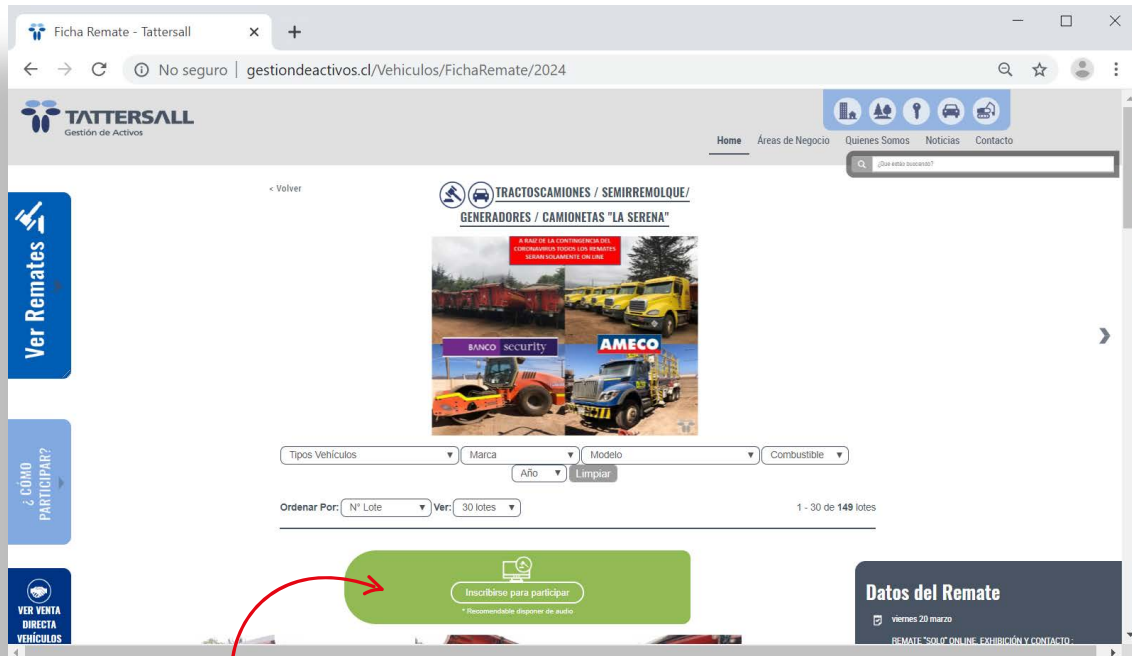 Ficha Remate - Tattersall
No seguro | gestiondeactivos.cl/Vehiculos/FichaRemate/2024
TATTERSALL
Gestión de Activos
Home Áreas de Negocio Quienes Somos Noticias Contacto
¿Que estás buscando?
< Volver
TRACTOSCAMIONES / SEMIRREMOLQUE/
GENERADORES / CAMIONETAS "LA SERENA"
A RAIZ DE LA CONTINGENCIA DEL
CORONAVIRUS TODOS LOS REMATES
SERAN SOLAMENTE ON LINE
BANCO security
AMECO
Ver Remates
¿ CÓMO
PARTICIPAR?
VER VENTA
DIRECTA
VEHÍCULOS
Tipos Vehículos Marca Modelo Combustible
Año Limpiar
Ordenar Por: N° Lote Ver: 30 lotes 1 - 30 de 149 lotes
Inscribirse para participar
* Recomendable disponer de audio
Datos del Remate
viernes 20 marzo
REMATE "SOLO" ONLINE, EXHIBICIÓN Y CONTACTO :